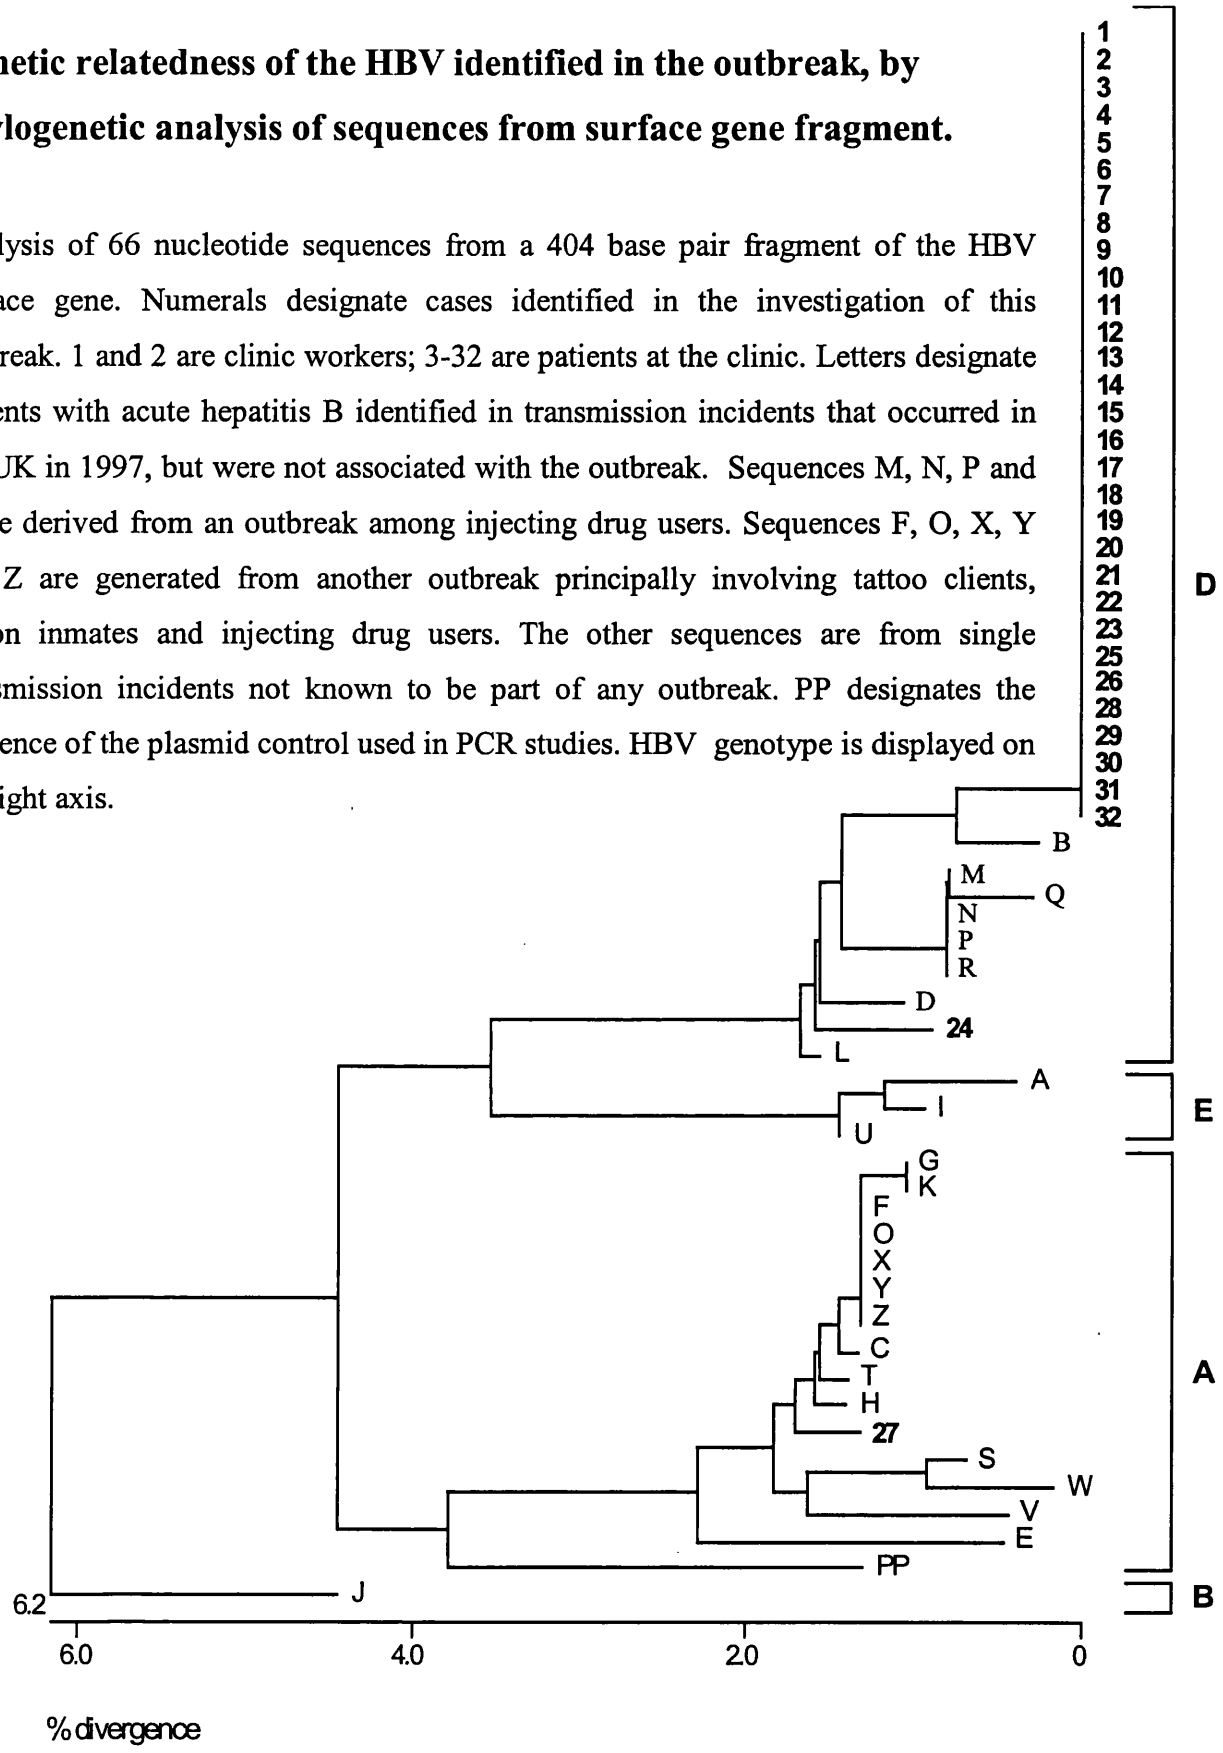 netic relatedness of the HBV identified in the outbreak, by
ylogenetic analysis of sequences from surface gene fragment.
lysis of 66 nucleotide sequences from a 404 base pair fragment of the HBV
ace gene. Numerals designate cases identified in the investigation of this
reak. 1 and 2 are clinic workers; 3-32 are patients at the clinic. Letters designate
ents with acute hepatitis B identified in transmission incidents that occurred in
UK in 1997, but were not associated with the outbreak. Sequences M, N, P and
e derived from an outbreak among injecting drug users. Sequences F, O, X, Y
Z are generated from another outbreak principally involving tattoo clients,
on inmates and injecting drug users. The other sequences are from single
smission incidents not known to be part of any outbreak. PP designates the
ence of the plasmid control used in PCR studies. HBV genotype is displayed on
ight axis.
1
2
3
4
5
6
7
8
9
10
11
12
13
14
15
16
17
18
19
20
21
22
23
25
26
28
29
30
31
32
B
M
Q
N
P
R
D
24
L
D
A
I
U
E
G
K
F
O
X
Y
Z
C
T
H
27
S
W
V
E
PP
A
J
B
6.2
6.0
4.0
2.0
0
% divergence